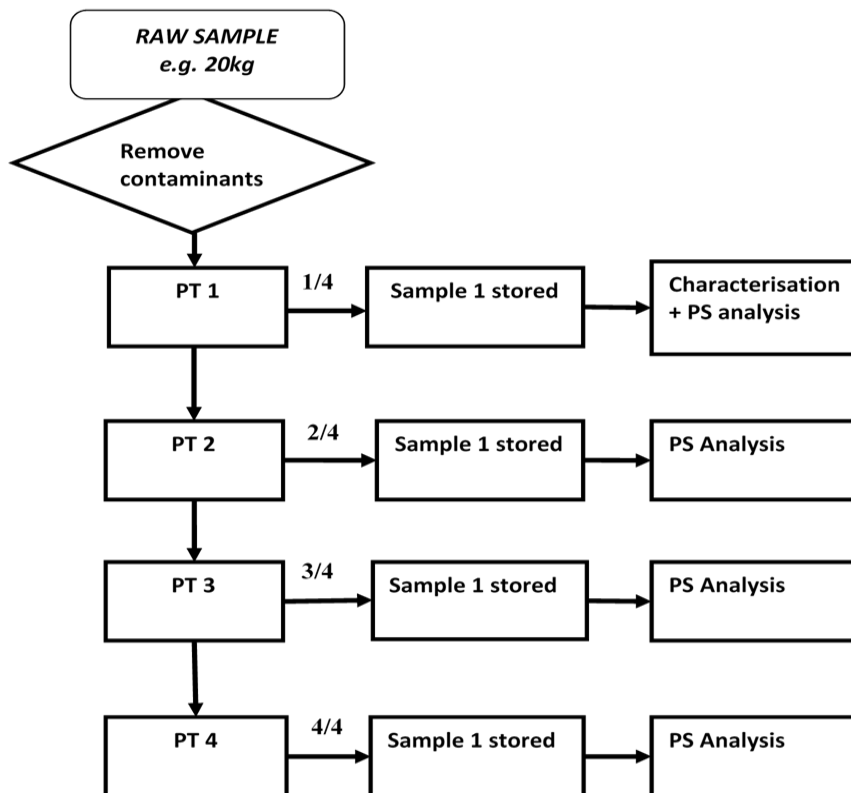 RAW SAMPLE
e.g. 20kg
Remove
contaminants
PT 1
1/4
Sample 1 stored
Characterisation
+ PS analysis
PT 2
2/4
Sample 1 stored
PS Analysis
PT 3
3/4
Sample 1 stored
PS Analysis
PT 4
4/4
Sample 1 stored
PS Analysis